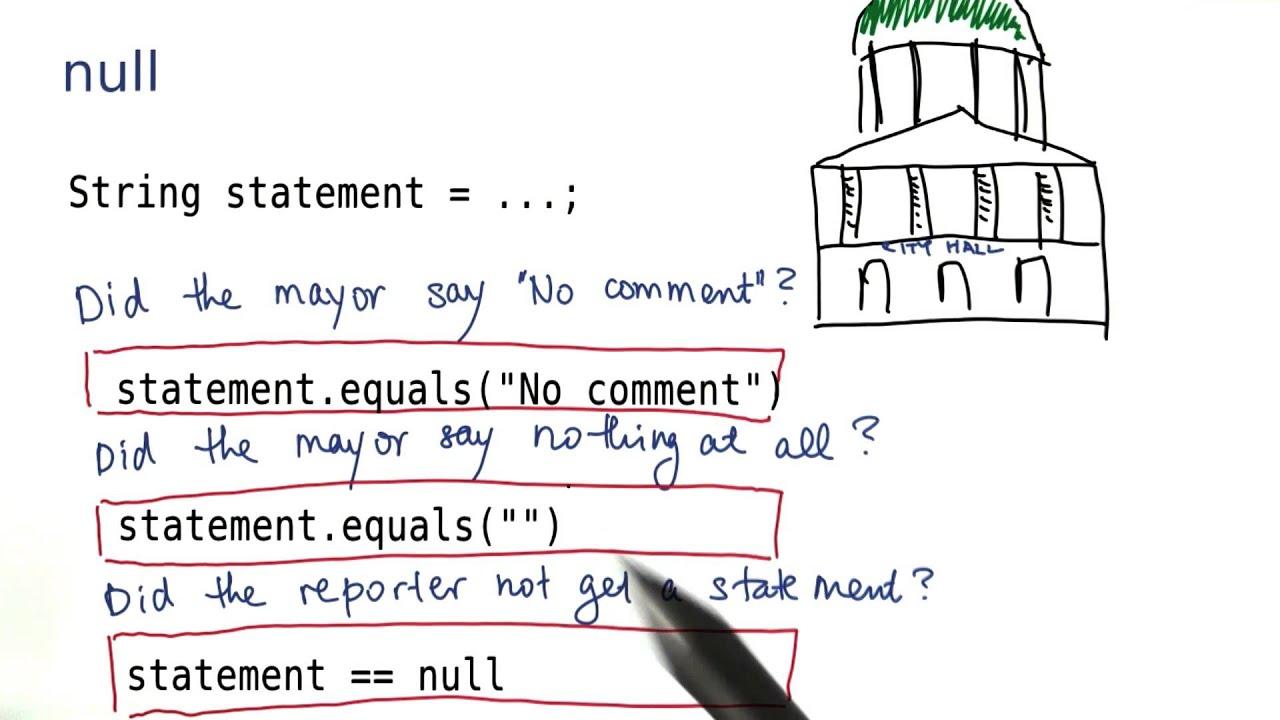 null
String statement = ...;
CITY HALL
Did the mayor say "No comment"?
statement.equals("No comment")
Did the mayor say nothing at all?
statement.equals("")
Did the reporter not get a statement?
statement == null